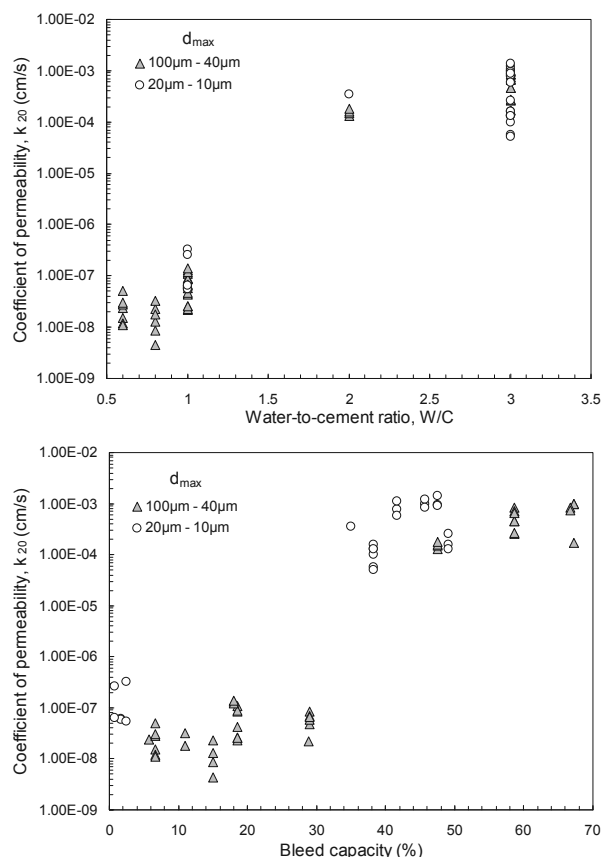 1.00E-02
1.00E-03
1.00E-04
1.00E-05
1.00E-06
1.00E-07
1.00E-08
1.00E-09
Coefficient of permeability, k 20 (cm/s)
dmax
100μm - 40μm
20μm - 10μm
0.5 1 1.5 2 2.5 3 3.5
Water-to-cement ratio, W/C
1.00E-02
1.00E-03
1.00E-04
1.00E-05
1.00E-06
1.00E-07
1.00E-08
1.00E-09
Coefficient of permeability, k 20 (cm/s)
dmax
100μm - 40μm
20μm - 10μm
0 10 20 30 40 50 60 70
Bleed capacity (%)